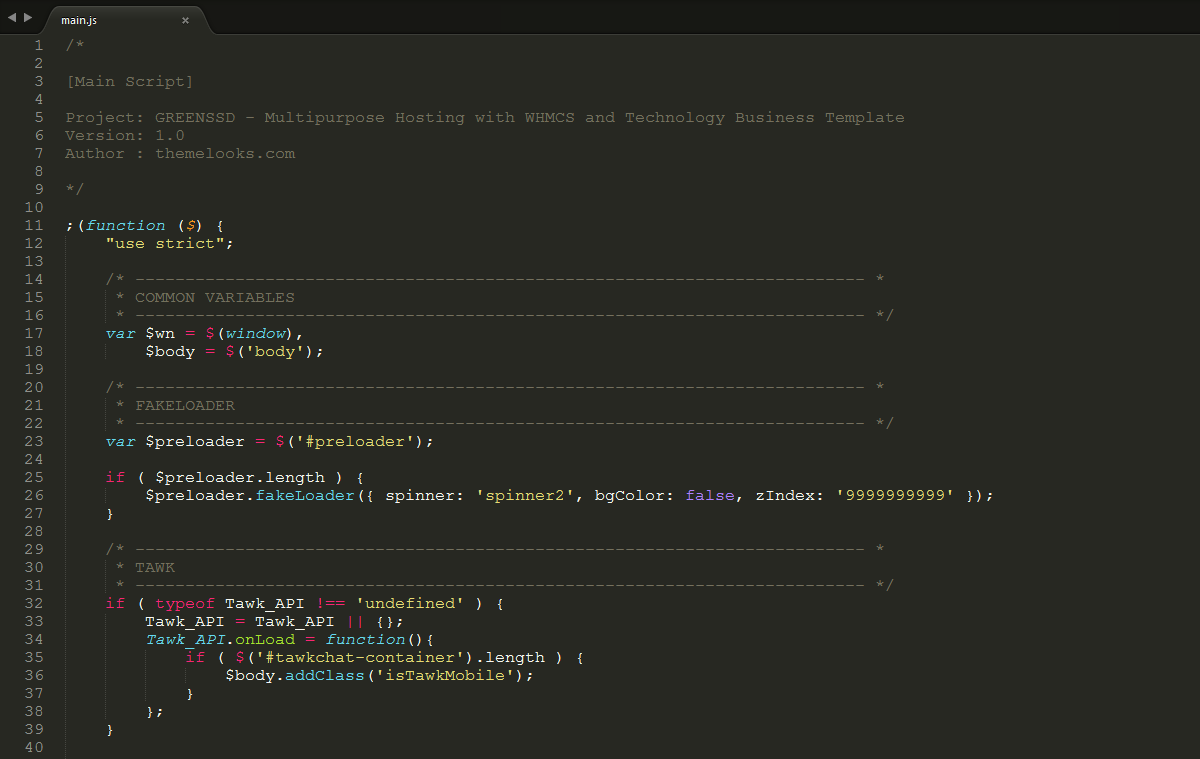 main.js ×
1 /*
2
3 [Main Script]
4
5 Project: GREENSSD - Multipurpose Hosting with WHMCS and Technology Business Template
6 Version: 1.0
7 Author : themelooks.com
8
9 */
10
11 ;(function ($) {
12     "use strict";
13
14     /* ------------------------------------------------------------------------- *
15      * COMMON VARIABLES
16      * ------------------------------------------------------------------------- */
17     var $wn = $(window),
18         $body = $('body');
19
20     /* ------------------------------------------------------------------------- *
21      * FAKELOADER
22      * ------------------------------------------------------------------------- */
23     var $preloader = $('#preloader');
24
25     if ( $preloader.length ) {
26         $preloader.fakeLoader({ spinner: 'spinner2', bgColor: false, zIndex: '9999999999' });
27     }
28
29     /* ------------------------------------------------------------------------- *
30      * TAWK
31      * ------------------------------------------------------------------------- */
32     if ( typeof Tawk_API !== 'undefined' ) {
33         Tawk_API = Tawk_API || {};
34         Tawk_API.onLoad = function(){
35             if ( $('#tawkchat-container').length ) {
36                 $body.addClass('isTawkMobile');
37             }
38         };
39     }
40